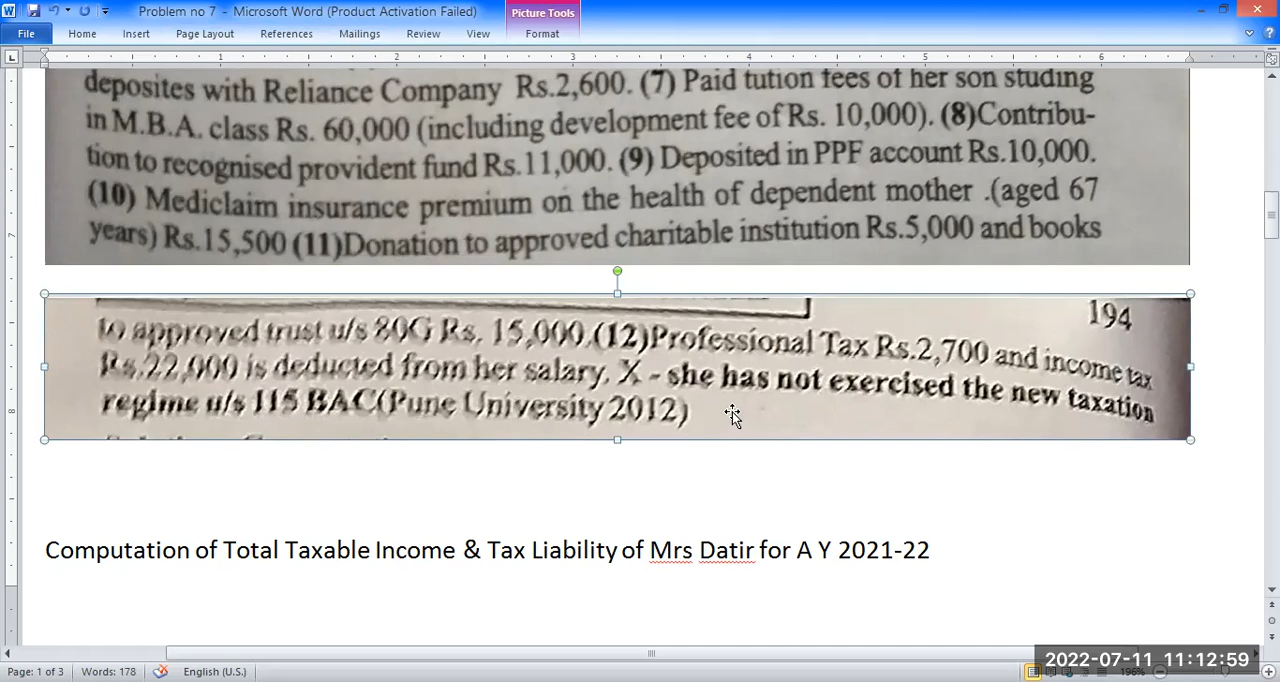 Problem no 7 - Microsoft Word (Product Activation Failed)
Picture Tools
File Home Insert Page Layout References Mailings Review View Format
1 2 3 4 5 6
deposites with Reliance Company Rs.2,600. (7) Paid tution fees of her son studing
in M.B.A. class Rs. 60,000 (including development fee of Rs. 10,000). (8)Contribu-
tion to recognised provident fund Rs.11,000. (9) Deposited in PPF account Rs.10,000.
(10) Mediclaim insurance premium on the health of dependent mother .(aged 67
years) Rs.15,500 (11)Donation to approved charitable institution Rs.5,000 and books
194
to approved trust u/s 80G Rs. 15,000.(12)Professional Tax Rs.2,700 and income tax
Rs.22,000 is deducted from her salary. X - she has not exercised the new taxation
regime u/s 115 BAC(Pune University 2012)
Computation of Total Taxable Income & Tax Liability of Mrs Datir for A Y 2021-22
Page: 1 of 3 Words: 178 English (U.S.) 196%
2022-07-11 11:12:59